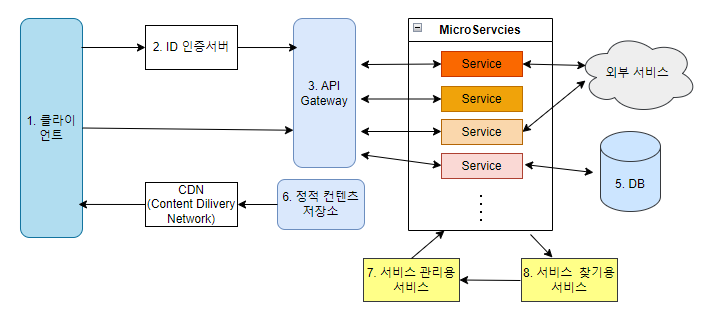 1. 클라이
언트
2. ID 인증서버
3. API
Gateway
MicroServcies
Service
Service
Service
Service
외부 서비스
5. DB
CDN
(Content Dilivery
Network)
6. 정적 컨텐츠
저장소
7. 서비스 관리용
서비스
8. 서비스 찾기용
서비스